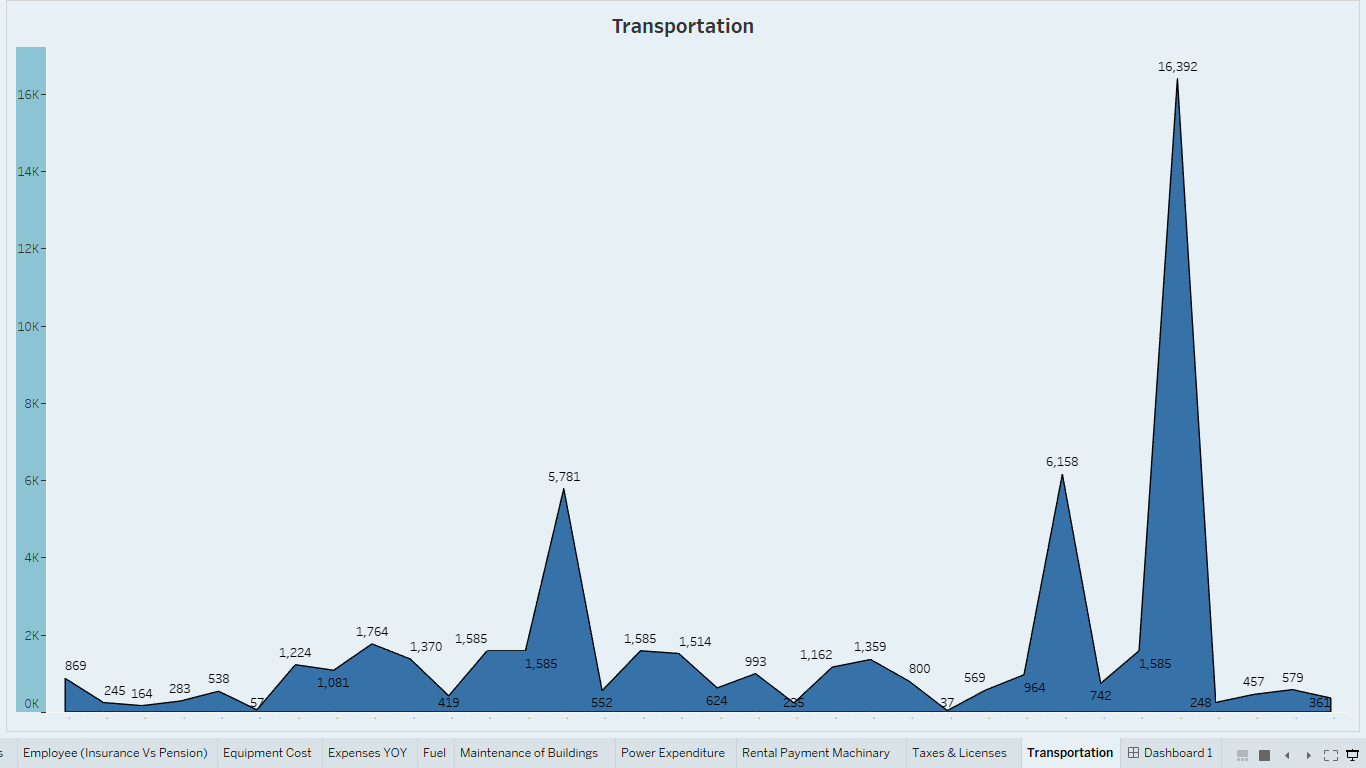 Transportation
16,392
16K
14K
12K
10K
8K
6K
4K
2K
0K
5,781
6,158
869
245
164
283
538
57
1,224
1,081
1,764
1,370
419
1,585
1,585
552
1,585
1,514
624
993
1,162
1,359
800
37
569
964
742
1,585
248
457
579
361
s
Employee (Insurance Vs Pension)
Equipment Cost
Expenses YOY
Fuel
Maintenance of Buildings
Power Expenditure
Rental Payment Machinary
Taxes & Licenses
Transportation
Dashboard 1